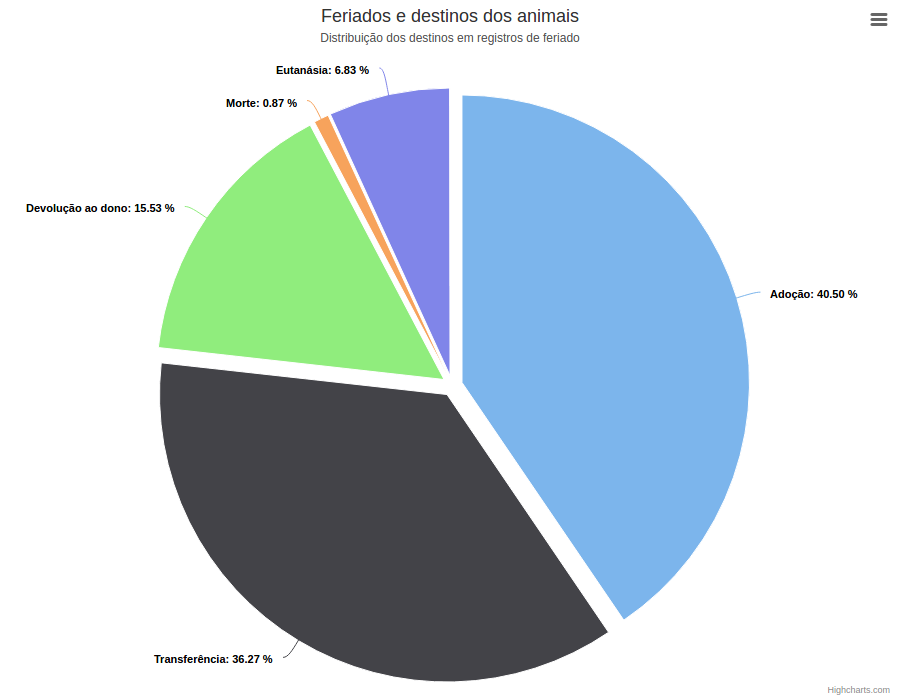 Feriados e destinos dos animais
Distribuição dos destinos em registros de feriado
Eutanásia: 6.83 %
Morte: 0.87 %
Devolução ao dono: 15.53 %
Adoção: 40.50 %
Transferência: 36.27 %
Highcharts.com